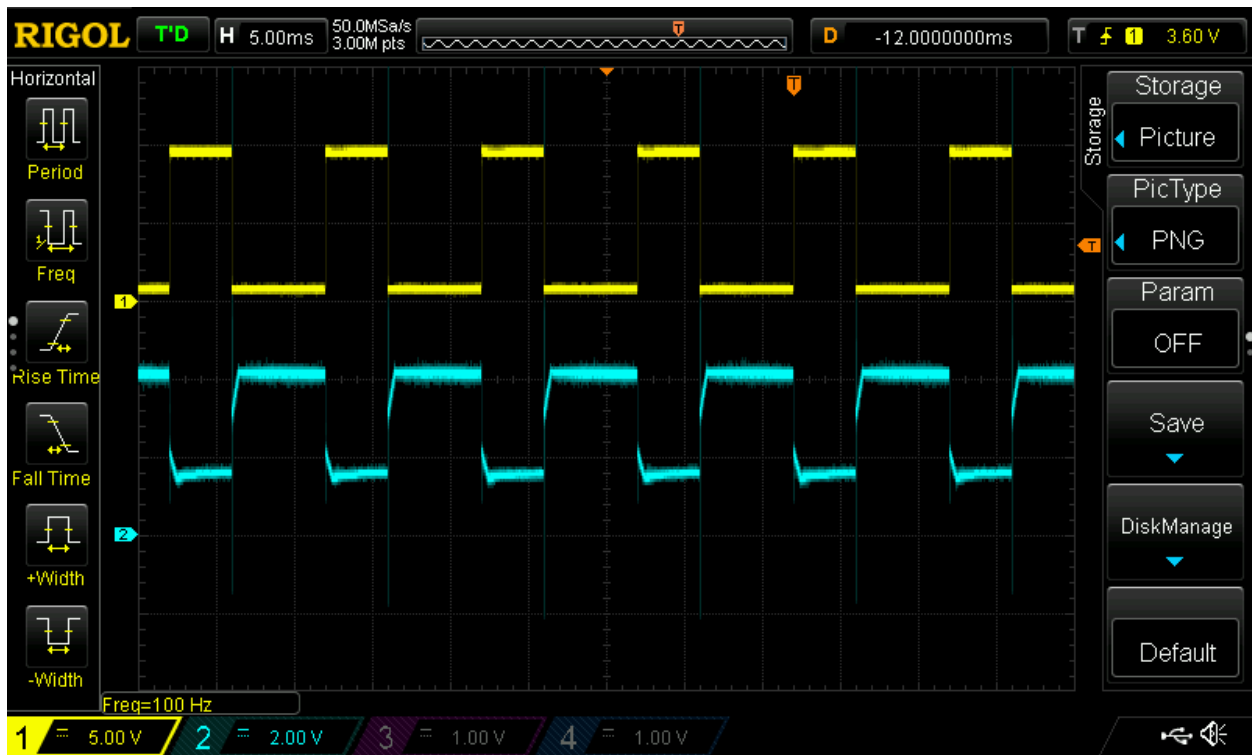 RIGOL T'D H 5.00ms 50.0MSa/s 3.00M pts T D -12.0000000ms T 1 3.60 V
Horizontal
Period
Freq
Rise Time
Fall Time
+Width
-Width
T
1
T
2
Freq=100 Hz
Storage
Storage
Picture
PicType
PNG
Param
OFF
Save
DiskManage
Default
1 5.00 V 2 2.00 V 3 1.00 V 4 1.00 V